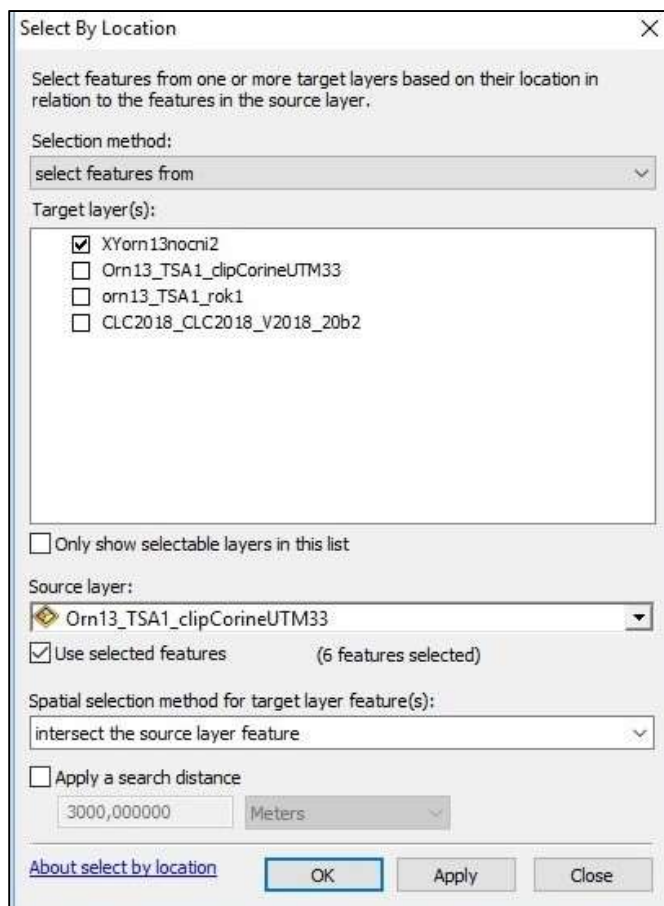 Select By Location
Select features from one or more target layers based on their location in
relation to the features in the source layer.
Selection method:
select features from
Target layer(s):
XYorn13nocni2
Orn13_TSA1_clipCorineUTM33
orn13_TSA1_rok1
CLC2018_CLC2018_V2018_20b2
Only show selectable layers in this list
Source layer:
Orn13_TSA1_clipCorineUTM33
Use selected features (6 features selected)
Spatial selection method for target layer feature(s):
intersect the source layer feature
Apply a search distance
3000,000000 Meters
About select by location OK Apply Close